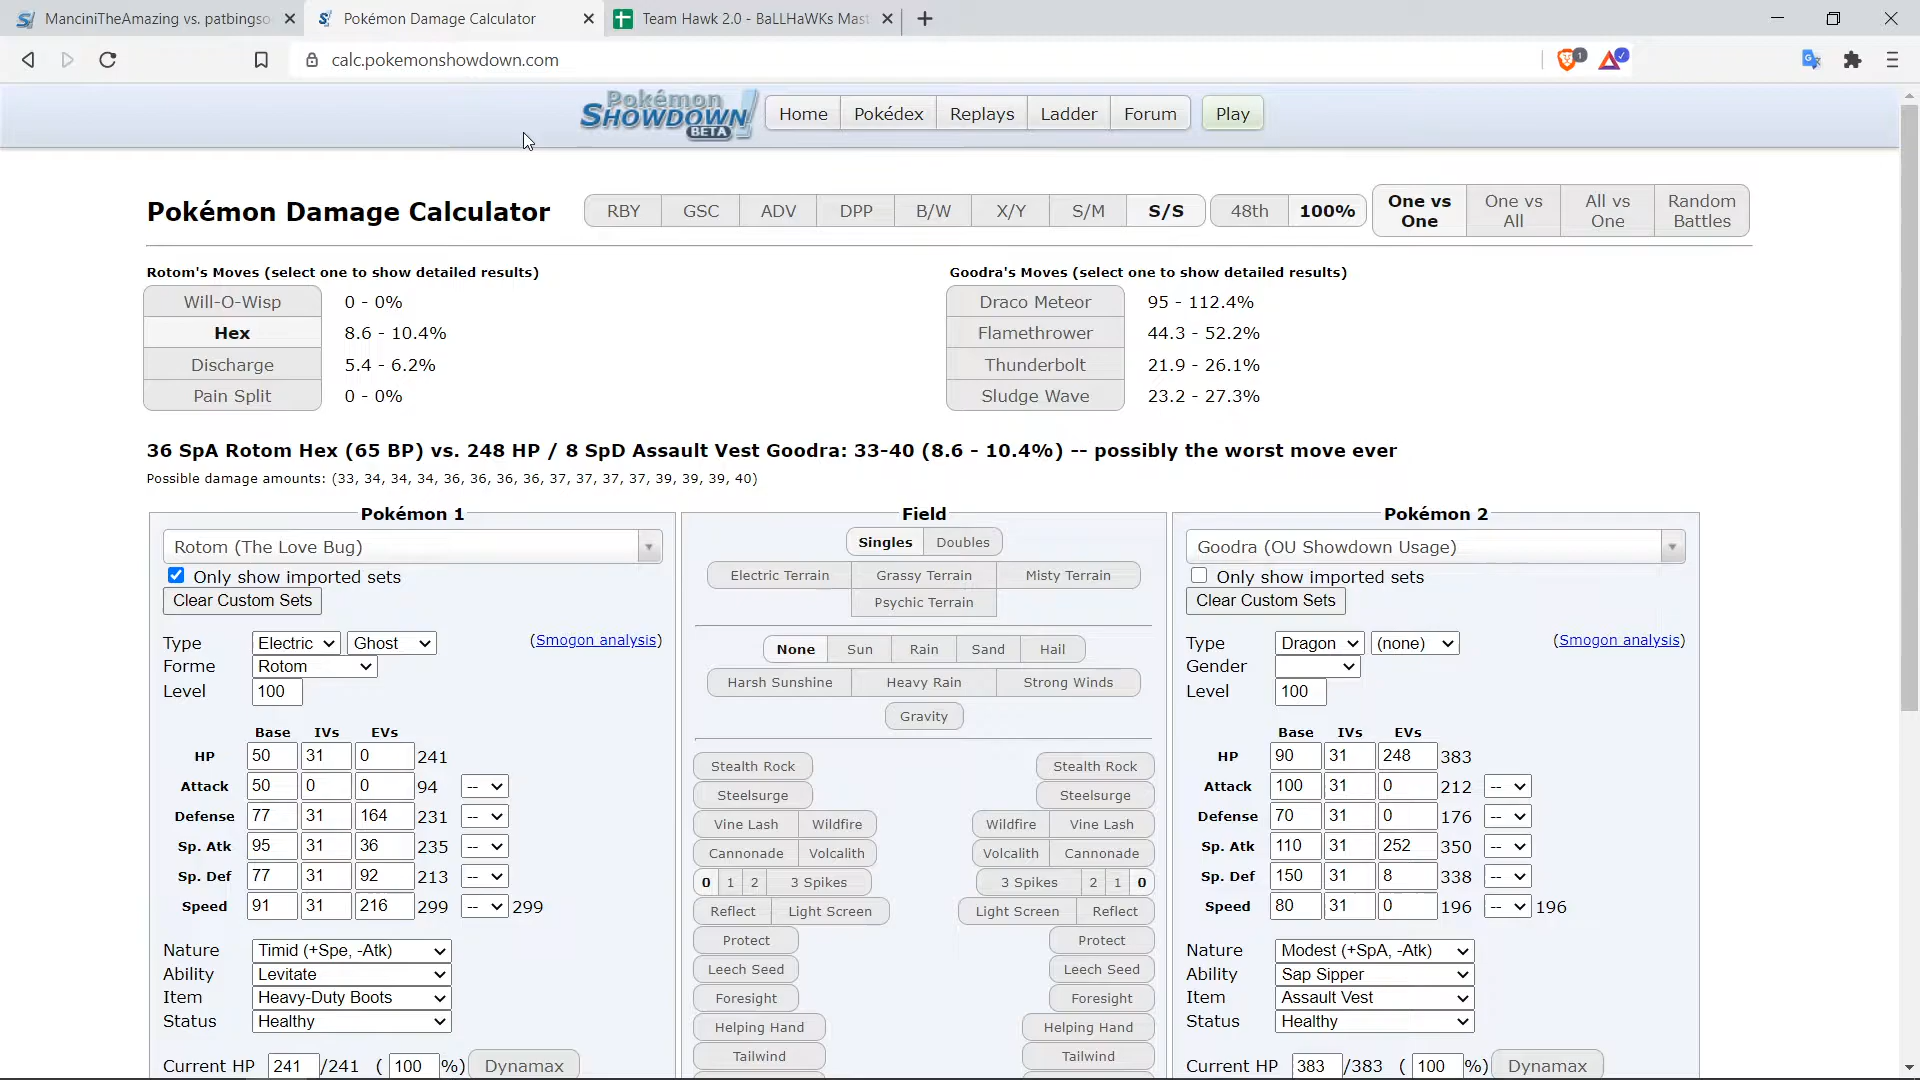 ManciniTheAmazing vs. patbingso
Pokémon Damage Calculator
Team Hawk 2.0 - BaLLHaWKs Mast
calc.pokemonshowdown.com
1
Pokémon
SHOWDOWN!
BETA
Home
Pokédex
Replays
Ladder
Forum
Play
Pokémon Damage Calculator
RBY
GSC
ADV
DPP
B/W
X/Y
S/M
S/S
48th
100%
One vs
One
One vs
All
All vs
One
Random
Battles
Rotom's Moves (select one to show detailed results)
Will-O-Wisp 0 - 0%
Hex 8.6 - 10.4%
Discharge 5.4 - 6.2%
Pain Split 0 - 0%
Goodra's Moves (select one to show detailed results)
Draco Meteor 95 - 112.4%
Flamethrower 44.3 - 52.2%
Thunderbolt 21.9 - 26.1%
Sludge Wave 23.2 - 27.3%
36 SpA Rotom Hex (65 BP) vs. 248 HP / 8 SpD Assault Vest Goodra: 33-40 (8.6 - 10.4%) -- possibly the worst move ever
Possible damage amounts: (33, 34, 34, 34, 36, 36, 36, 36, 37, 37, 37, 37, 39, 39, 39, 40)
Pokémon 1
Rotom (The Love Bug)
Only show imported sets
Clear Custom Sets
Type Electric Ghost (Smogon analysis)
Forme Rotom
Level 100
Base IVs EVs
HP 50 31 0 241
Attack 50 0 0 94 --
Defense 77 31 164 231 --
Sp. Atk 95 31 36 235 --
Sp. Def 77 31 92 213 --
Speed 91 31 216 299 -- 299
Nature Timid (+Spe, -Atk)
Ability Levitate
Item Heavy-Duty Boots
Status Healthy
Current HP 241 /241 ( 100 %) Dynamax
Field
Singles Doubles
Electric Terrain Grassy Terrain Misty Terrain
Psychic Terrain
None Sun Rain Sand Hail
Harsh Sunshine Heavy Rain Strong Winds
Gravity
Stealth Rock Stealth Rock
Steelsurge Steelsurge
Vine Lash Wildfire Wildfire Vine Lash
Cannonade Volcalith Volcalith Cannonade
0 1 2 3 Spikes 3 Spikes 2 1 0
Reflect Light Screen Light Screen Reflect
Protect Protect
Leech Seed Leech Seed
Foresight Foresight
Helping Hand Helping Hand
Tailwind Tailwind
Pokémon 2
Goodra (OU Showdown Usage)
Only show imported sets
Clear Custom Sets
Type Dragon (none) (Smogon analysis)
Gender
Level 100
Base IVs EVs
HP 90 31 248 383
Attack 100 31 0 212 --
Defense 70 31 0 176 --
Sp. Atk 110 31 252 350 --
Sp. Def 150 31 8 338 --
Speed 80 31 0 196 -- 196
Nature Modest (+SpA, -Atk)
Ability Sap Sipper
Item Assault Vest
Status Healthy
Current HP 383 /383 ( 100 %) Dynamax